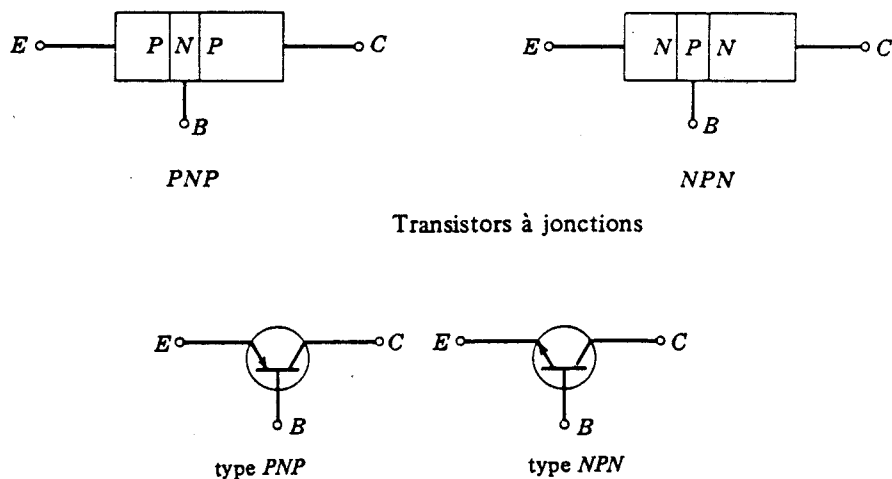 E P N P C E N P N C
B B
PNP NPN
Transistors à jonctions
E C E C
B B
type PNP type NPN